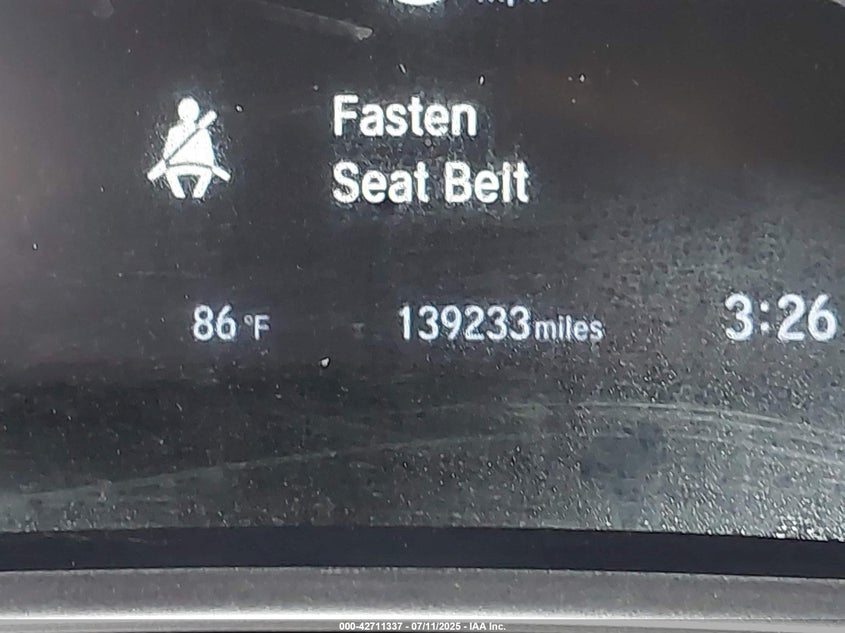 Fasten
Seat Belt
86 °F 139233 miles 3:26
000-42711337 - 07/11/2025 - IAA Inc.